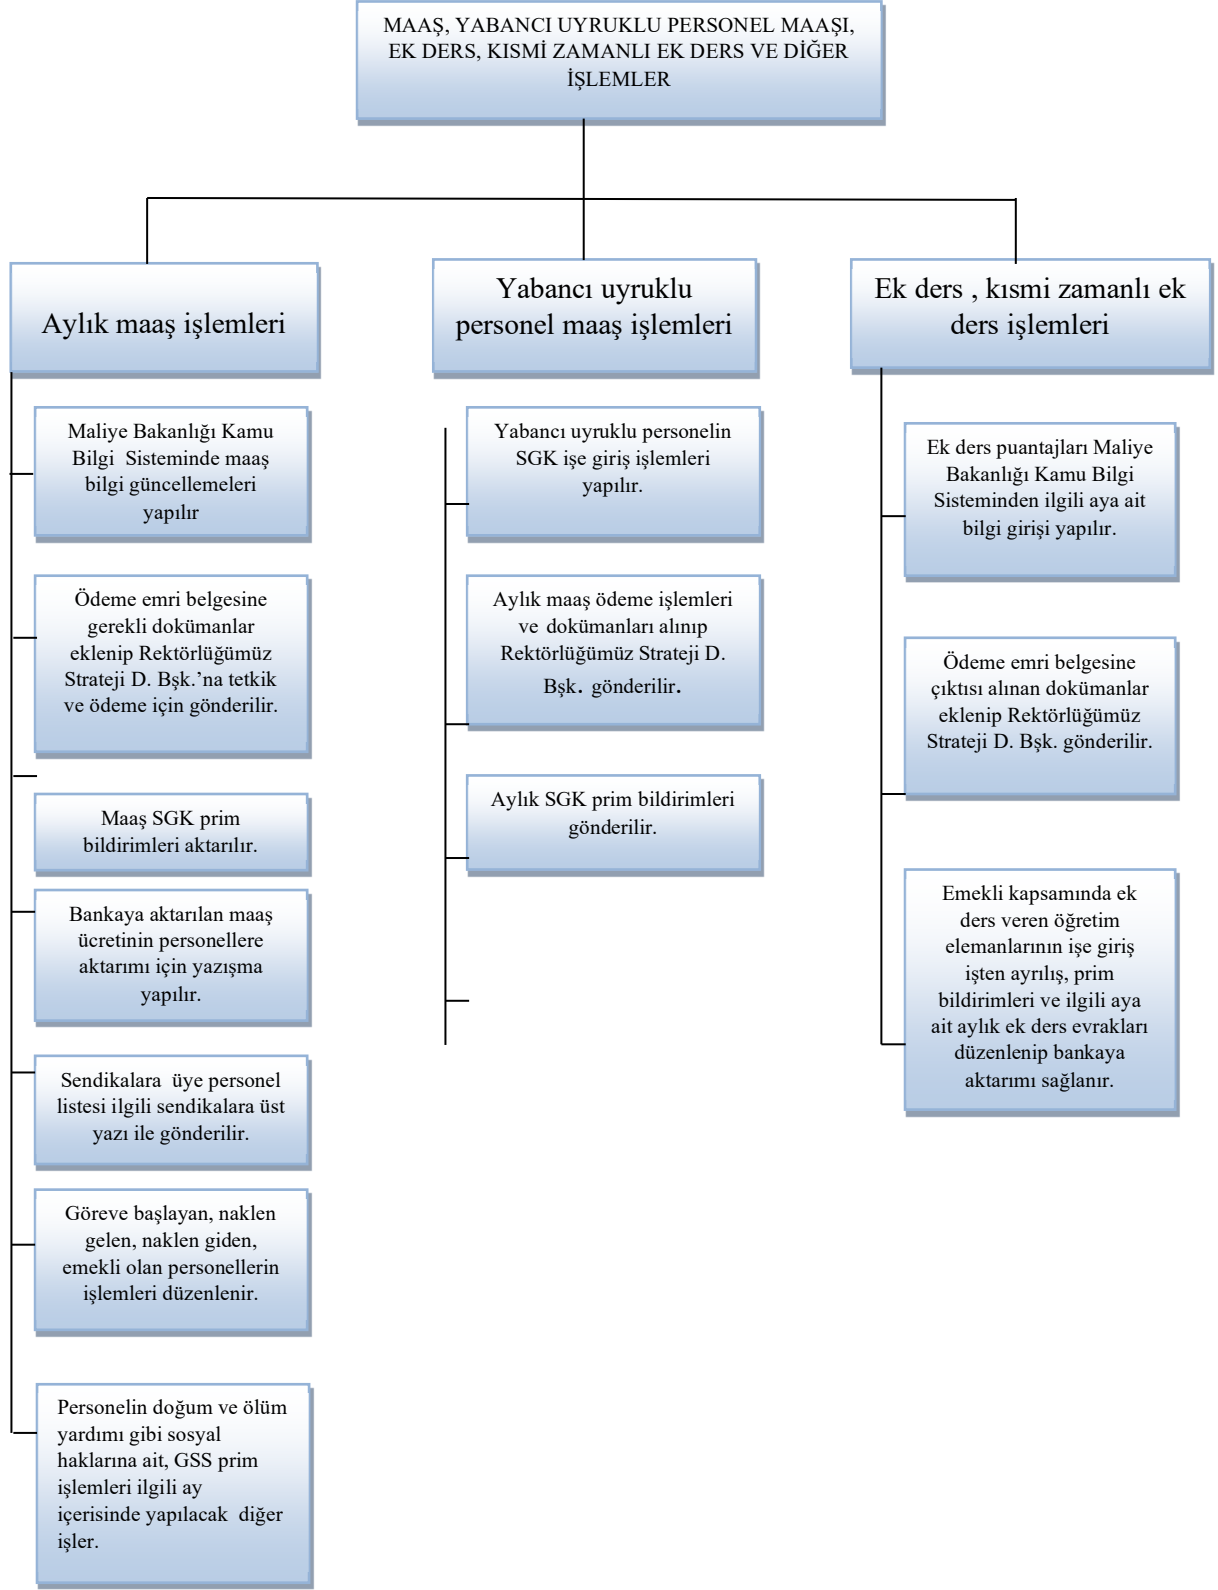 MAAŞ, YABANCI UYRUKLU PERSONEL MAAŞI,
EK DERS, KISMİ ZAMANLI EK DERS VE DİĞER
İŞLEMLER
Aylık maaş işlemleri
Maliye Bakanlığı Kamu
Bilgi  Sisteminde maaş
bilgi güncellemeleri
yapılır
Ödeme emri belgesine
gerekli dokümanlar
eklenip Rektörlüğümüz
Strateji D. Bşk.’na tetkik
ve ödeme için gönderilir.
Maaş SGK prim
bildirimleri aktarılır.
Bankaya aktarılan maaş
ücretinin personellere
aktarımı için yazışma
yapılır.
Sendikalara  üye personel
listesi ilgili sendikalara üst
yazı ile gönderilir.
Göreve başlayan, naklen
gelen, naklen giden,
emekli olan personellerin
işlemleri düzenlenir.
Personelin doğum ve ölüm
yardımı gibi sosyal
haklarına ait, GSS prim
işlemleri ilgili ay
içerisinde yapılacak  diğer
işler.
Yabancı uyruklu
personel maaş işlemleri
Yabancı uyruklu personelin
SGK işe giriş işlemleri
yapılır.
Aylık maaş ödeme işlemleri
ve dokümanları alınıp
Rektörlüğümüz Strateji D.
Bşk. gönderilir.
Aylık SGK prim bildirimleri
gönderilir.
Ek ders , kısmi zamanlı ek
ders işlemleri
Ek ders puantajları Maliye
Bakanlığı Kamu Bilgi
Sisteminden ilgili aya ait
bilgi girişi yapılır.
Ödeme emri belgesine
çıktısı alınan dokümanlar
eklenip Rektörlüğümüz
Strateji D. Bşk. gönderilir.
Emekli kapsamında ek
ders veren öğretim
elemanlarının işe giriş
işten ayrılış, prim
bildirimleri ve ilgili aya
ait aylık ek ders evrakları
düzenlenip bankaya
aktarımı sağlanır.